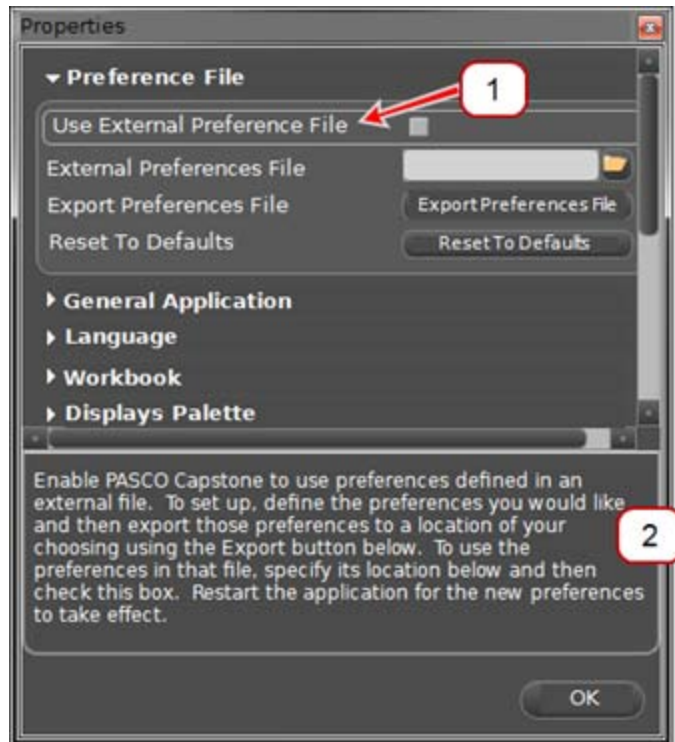 Properties
Preference File
1
Use External Preference File
External Preferences File
Export Preferences File Export Preferences File
Reset To Defaults Reset To Defaults
General Application
Language
Workbook
Displays Palette
Enable PASCO Capstone to use preferences defined in an
external file. To set up, define the preferences you would like
and then export those preferences to a location of your
choosing using the Export button below. To use the
preferences in that file, specify its location below and then
check this box. Restart the application for the new preferences
to take effect.
2
OK